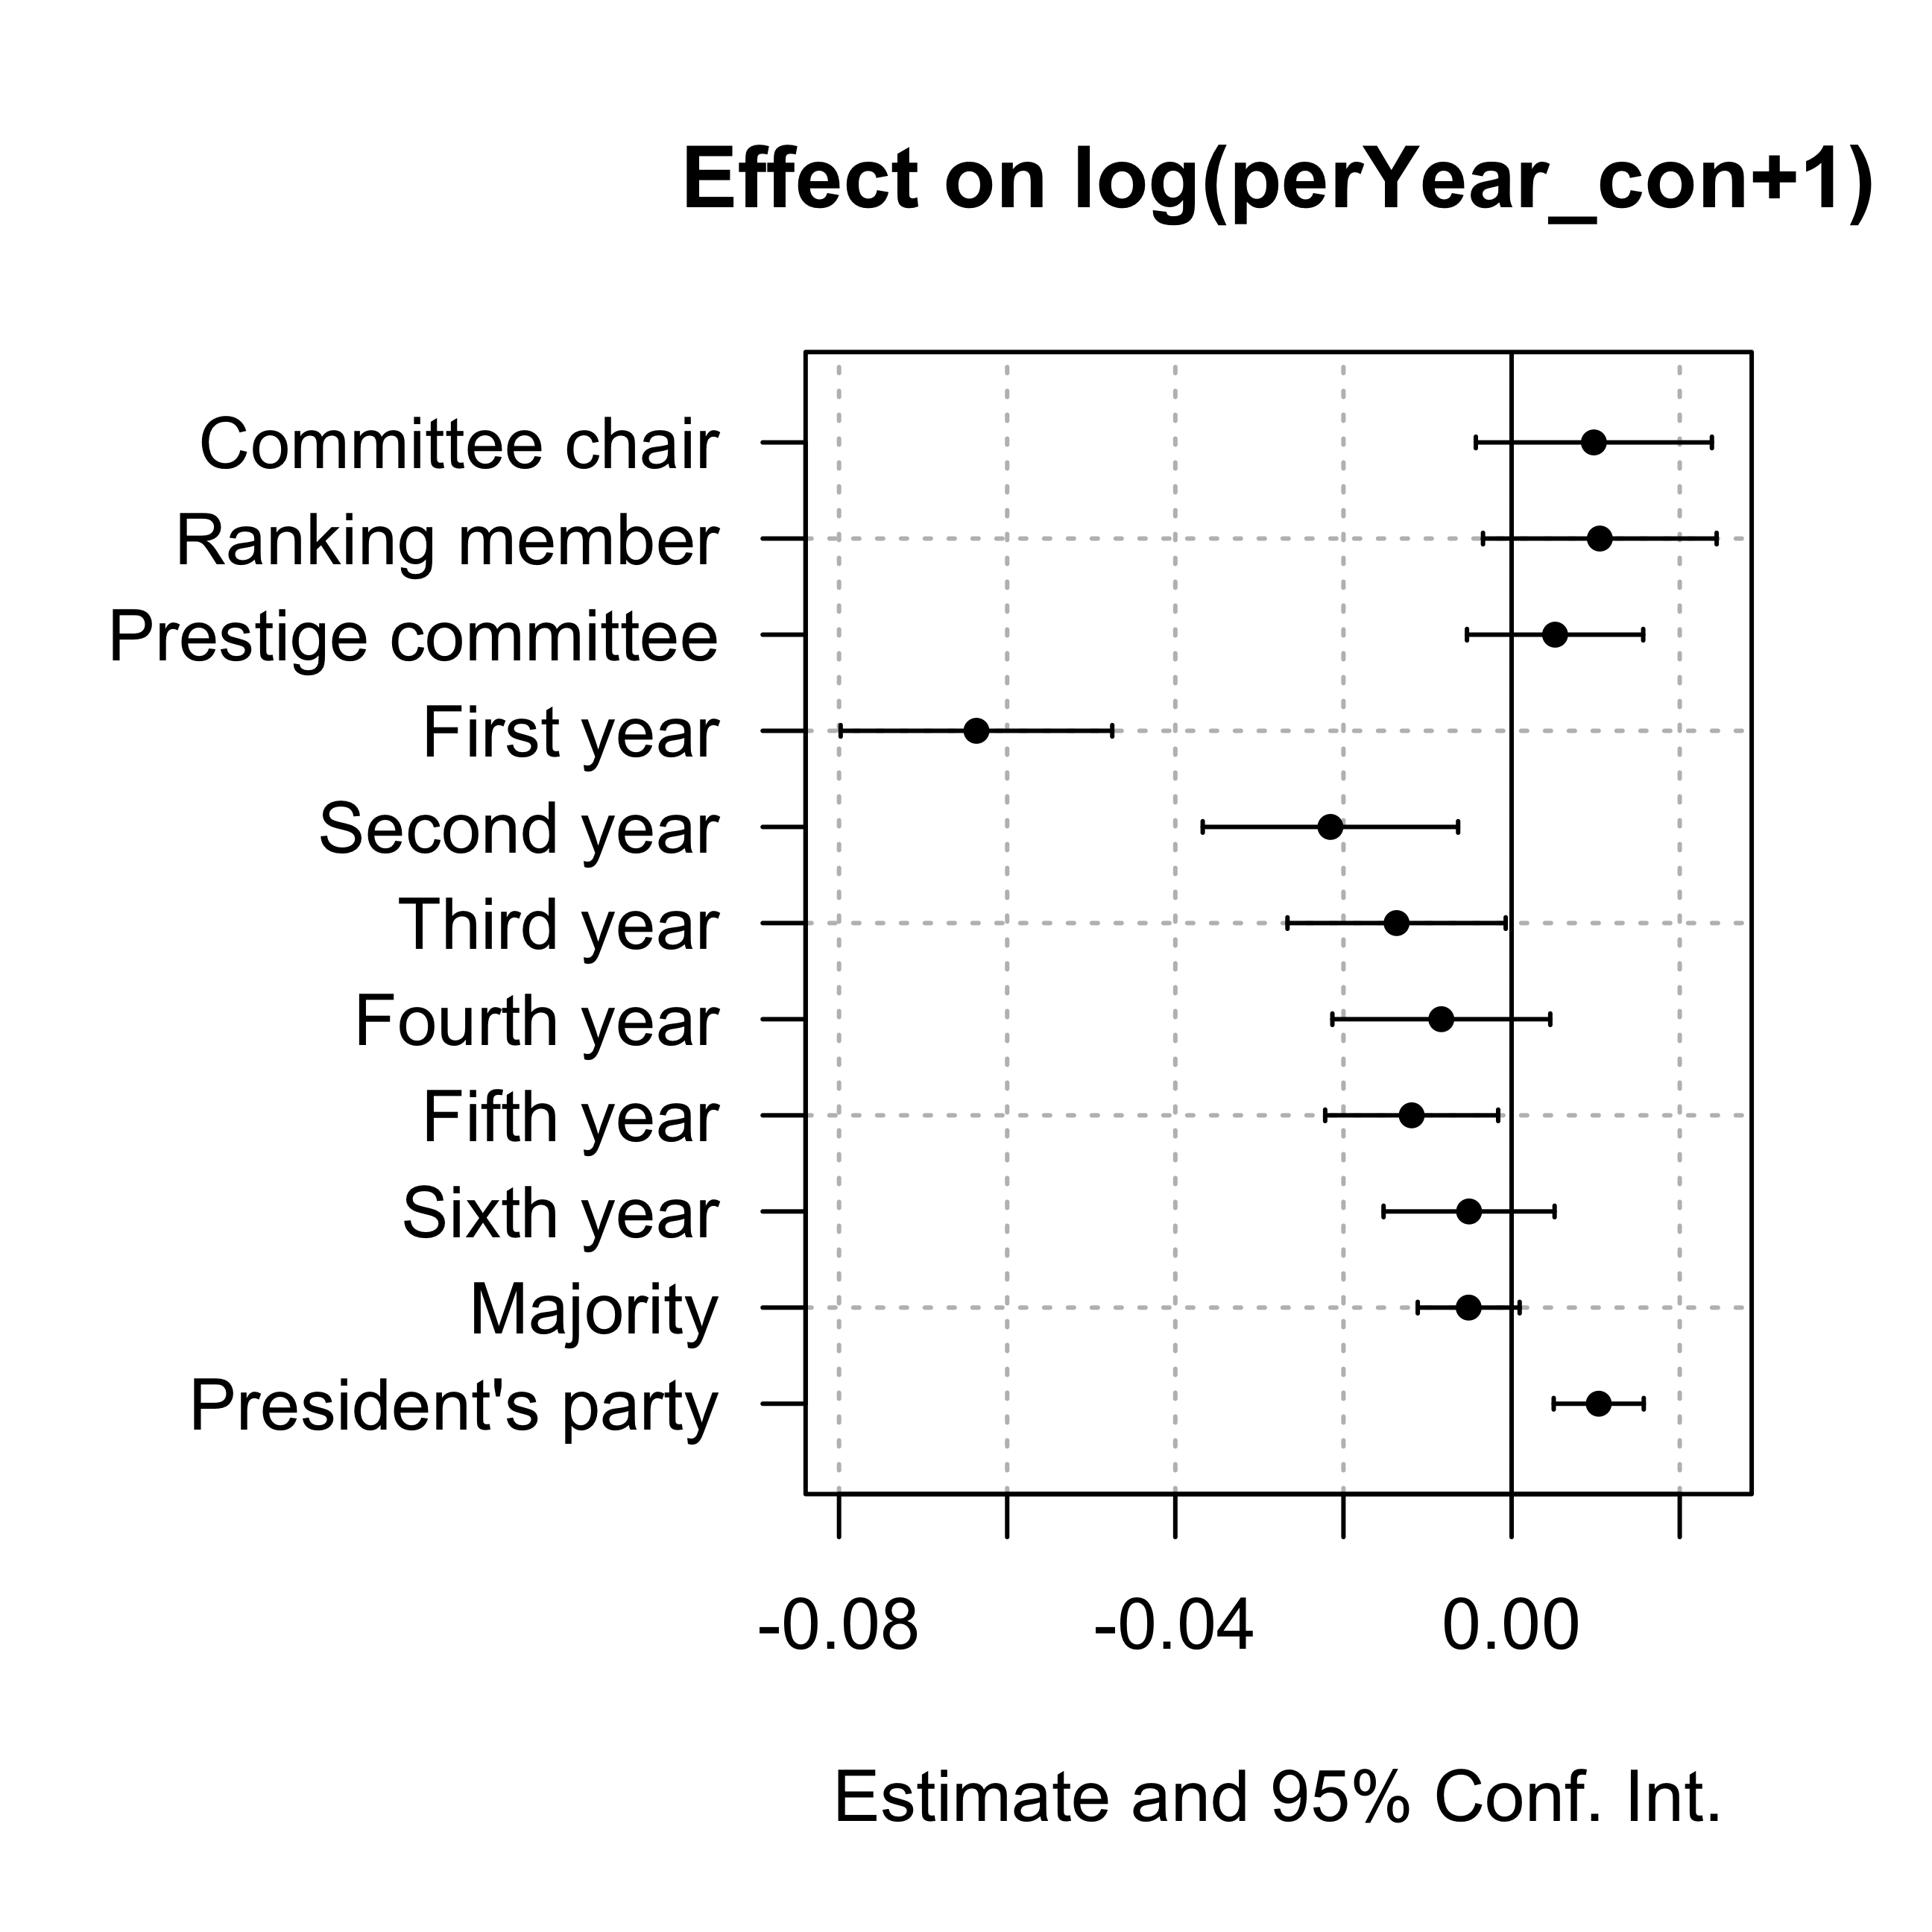 Effect on log(perYear_con+1)
Committee chair
Ranking member
Prestige committee
First year
Second year
Third year
Fourth year
Fifth year
Sixth year
Majority
President's party
-0.08 -0.04 0.00
Estimate and 95% Conf. Int.